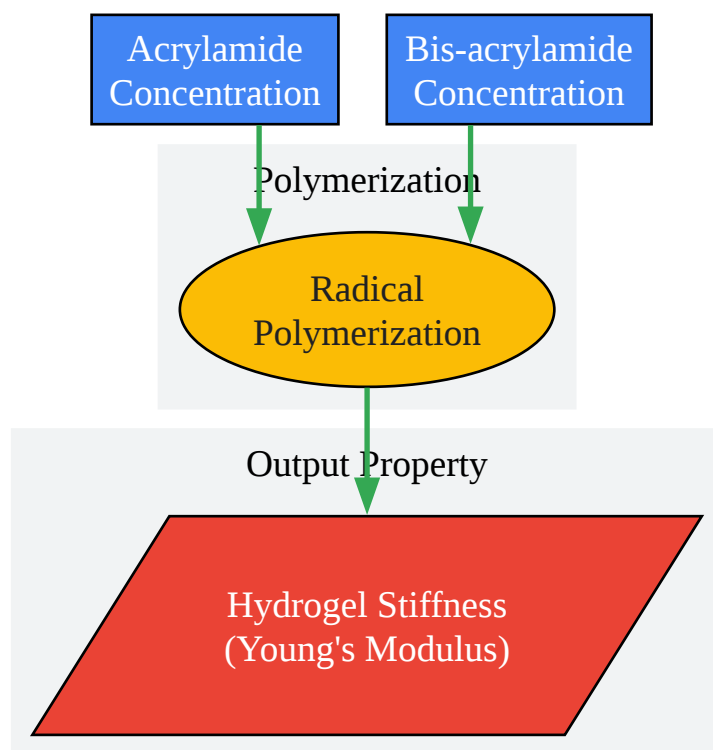 Acrylamide
Concentration
Bis-acrylamide
Concentration
Polymerization
Radical
Polymerization
Output Property
Hydrogel Stiffness
(Young's Modulus)